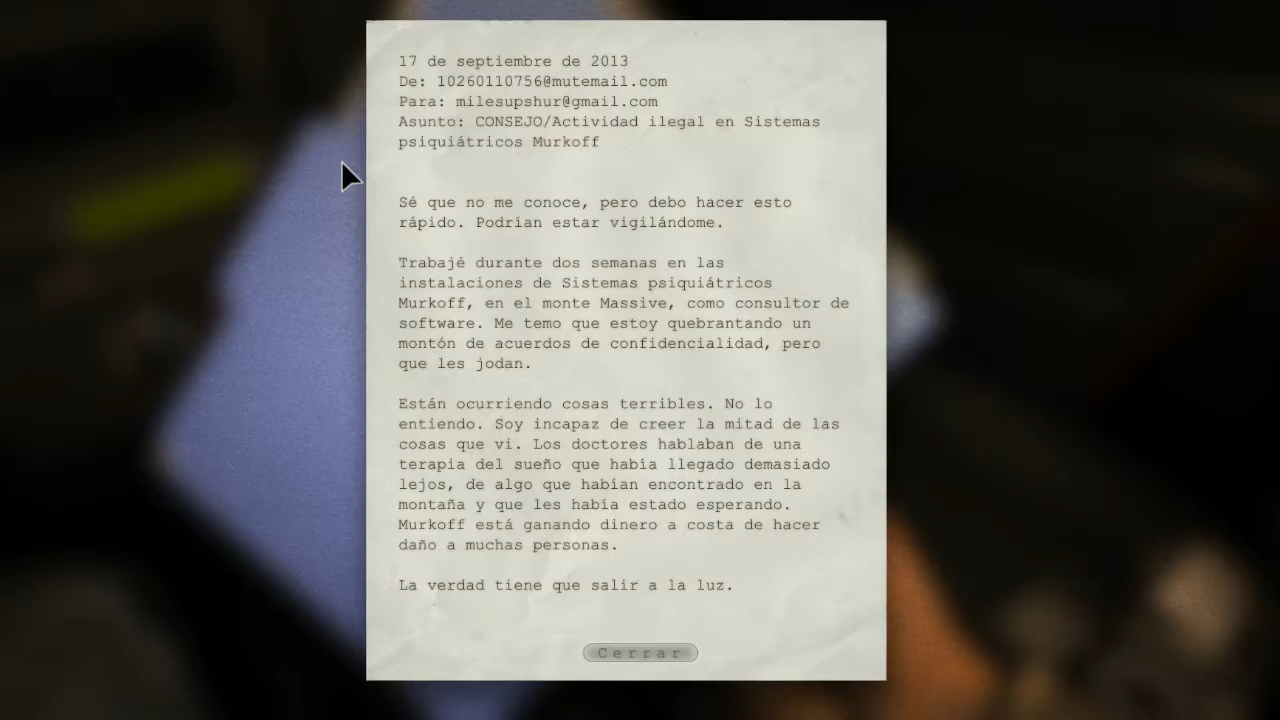 17 de septiembre de 2013
De: 10260110756@mutemail.com
Para: milesupshur@gmail.com
Asunto: CONSEJO/Actividad ilegal en Sistemas
psiquiátricos Murkoff
Sé que no me conoce, pero debo hacer esto
rápido. Podrían estar vigilándome.
Trabajé durante dos semanas en las
instalaciones de Sistemas psiquiátricos
Murkoff, en el monte Massive, como consultor de
software. Me temo que estoy quebrantando un
montón de acuerdos de confidencialidad, pero
que les jodan.
Están ocurriendo cosas terribles. No lo
entiendo. Soy incapaz de creer la mitad de las
cosas que vi. Los doctores hablaban de una
terapia del sueño que había llegado demasiado
lejos, de algo que habían encontrado en la
montaña y que les había estado esperando.
Murkoff está ganando dinero a costa de hacer
daño a muchas personas.
La verdad tiene que salir a la luz.
Cerrar